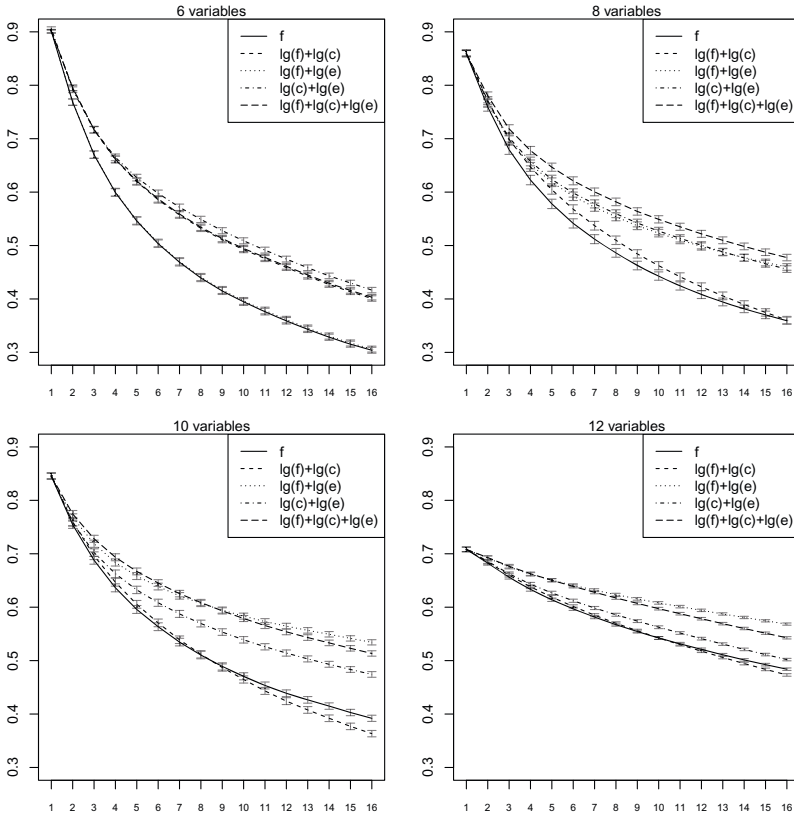 6 variables
f
lg(f)+lg(c)
lg(f)+lg(e)
lg(c)+lg(e)
lg(f)+lg(c)+lg(e)
0.9
0.8
0.7
0.6
0.5
0.4
0.3
1 2 3 4 5 6 7 8 9 10 11 12 13 14 15 16
8 variables
f
lg(f)+lg(c)
lg(f)+lg(e)
lg(c)+lg(e)
lg(f)+lg(c)+lg(e)
0.9
0.8
0.7
0.6
0.5
0.4
0.3
1 2 3 4 5 6 7 8 9 10 11 12 13 14 15 16
10 variables
f
lg(f)+lg(c)
lg(f)+lg(e)
lg(c)+lg(e)
lg(f)+lg(c)+lg(e)
0.9
0.8
0.7
0.6
0.5
0.4
0.3
1 2 3 4 5 6 7 8 9 10 11 12 13 14 15 16
12 variables
f
lg(f)+lg(c)
lg(f)+lg(e)
lg(c)+lg(e)
lg(f)+lg(c)+lg(e)
0.9
0.8
0.7
0.6
0.5
0.4
0.3
1 2 3 4 5 6 7 8 9 10 11 12 13 14 15 16